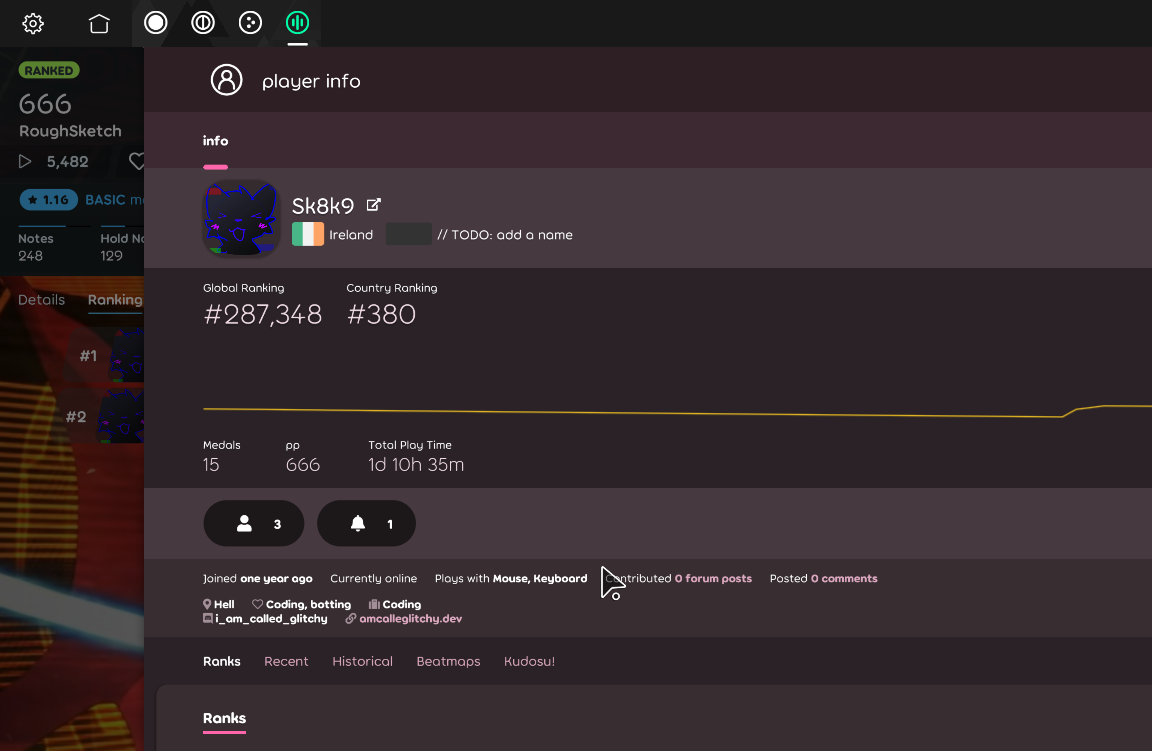 player info
RANKED
666
RoughSketch
5,482
1.16 BASIC
Notes
Hold
248
129
Details Ranking
#1
#2
info
Sk8k9
Ireland // TODO: add a name
Global Ranking Country Ranking
#287,348 #380
Medals pp Total Play Time
15 666 1d 10h 35m
3 1
Joined one year ago Currently online Plays with Mouse, Keyboard Contributed 0 forum posts Posted 0 comments
Hell Coding, botting Coding
i_am_called_glitchy amcalleglitchy.dev
Ranks Recent Historical Beatmaps Kudosu!
Ranks